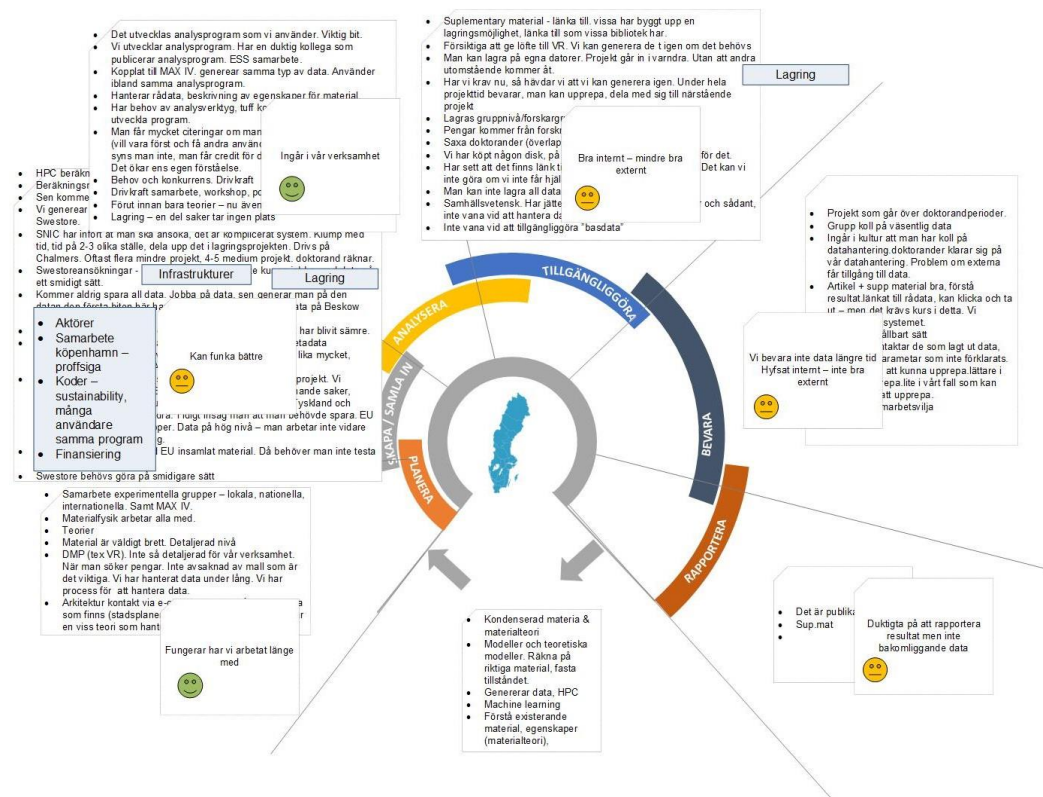 Det utvecklas analysprogram som vi använder. Viktig bit.
Vi utvecklar analysprogram. Har en duktig kollega som
publicerar analysprogram. ESS samarbete.
Kopplat till MAX IV. generear samma typ av data. Använder
ibland samma analysprogram.
Hanterar rådata, beskrivning av egenskaper för material
Har behov av analysverktyg, tuff
utveckla program.
Man får mycket citeringar om man
(vill vara först och få andra använ
syns man inte, man får credit för d
Det ökar ens egen förståelse.
Behov och konkurrens. Drivkraft
Drivkraft samarbete, workshop,
Förut innan bara teorier – nu även
Lagring – en del saker tar ingen plats
Ingår i vår verksamhet
Suplementary material - länka till. vissa har byggt upp en
lagringsmöjlighet, länka till som vissa bibliotek har.
Försiktiga att ge löfte till VR. Vi kan generera de t igen om det behövs
Man kan lagra på egna datorer. Projekt går in i varndra. Utan att andra
utomstående kommer åt.
Har vi krav nu, så hävdar vi att vi kan generera igen. Under hela
projekttid bevarar, man kan upprepa, dela med sig till närstående
projekt
Lagras gruppnivå/forskargr
Pengar kommer från forskn
Saxa doktorander (överlap
Vi har köpt någon disk, på för det.
Har sett att det finns länk ti Det kan vi
inte göra om vi inte får hjäl
Man kan inte lagra all data
Samhällsvetensk. Har jätte r och sådant,
inte vana vid att hantera da
Inte vana vid att tillgängliggöra "basdata"
Bra internt – mindre bra
externt
Lagring
HPC beräkn
Beräkningsr
Sen komme
Vi generear
Swestore.
SNIC har infört att man ska ansöka, det är komplicerat system. Klump med
tid, tid på 2-3 olika ställe, dela upp det i lagringsprojekten. Drivs på
Chalmers. Oftast flera mindre projekt, 4-5 medium projekt. doktorand räknar.
Swestoreansökningar -
ett smidigt sätt.
Kommer aldrig spara all data. Jobba på data, sen generar man på den
ata på Beskow
har blivit sämre.
etadata
lika mycket,
projekt. Vi
nande saker,
yskland och
insåg man att man behövde spara. EU
per. Data på hög nivå – man arbetar inte vidare
EU insamlat material. Då behöver man inte testa
Swestore behövs göra på smidigare sätt
Infrastrukturer
Lagring
Aktörer
Samarbete
köpenhamn –
proffsiga
Koder –
sustainability,
många
användare
samma program
Finansiering
Kan funka bättre
Projekt som går över doktorandperioder.
Grupp koll på väsentlig data
Ingår i kultur att man har koll på
datahantering.doktorander klarar sig på
vår datahantering. Problem om externa
får tillgång till data.
Artikel + supp material bra, förstå
resultat.länkat till rådata, kan klicka och ta
ut – men det krävs kurs i detta. Vi
systemet.
ållbart sätt
ntaktar de som lagt ut data,
arametar som inte förklarats.
att kunna upprepa.lättare i
repa.lite i vårt fall som kan
att upprepa.
marbetsvilja
Vi bevara inte data längre tid
Hyfsat internt – inte bra
externt
PLANERA
SKAPA / SAMLA IN
ANALYSERA
TILLGÄNGLIGGÖRA
BEVARA
RAPPORTERA
Samarbete experimentella grupper – lokala, nationella,
internationella. Samt MAX IV.
Materialfysik arbetar alla med.
Teorier
Material är väldigt brett. Detaljerad nivå
DMP (tex VR). Inte så detaljerad för vår verksamhet.
När man söker pengar. Inte avsaknad av mall som är
det viktiga. Vi har hanterat data under lång. Vi har
process för att hantera data.
Arkitektur kontakt via
som finns (stadsplane
en viss teori som hant
Fungerar har vi arbetat länge
med
Kondenserad materia &
materialteori
Modeller och teoretiska
modeller. Räkna på
riktiga material, fasta
tillståndet.
Genererar data, HPC
Machine learning
Förstå existerande
material, egenskaper
(materialteori),
Det är publika
Sup.mat
Duktigta på att rapportera
resultat men inte
bakomliggande data